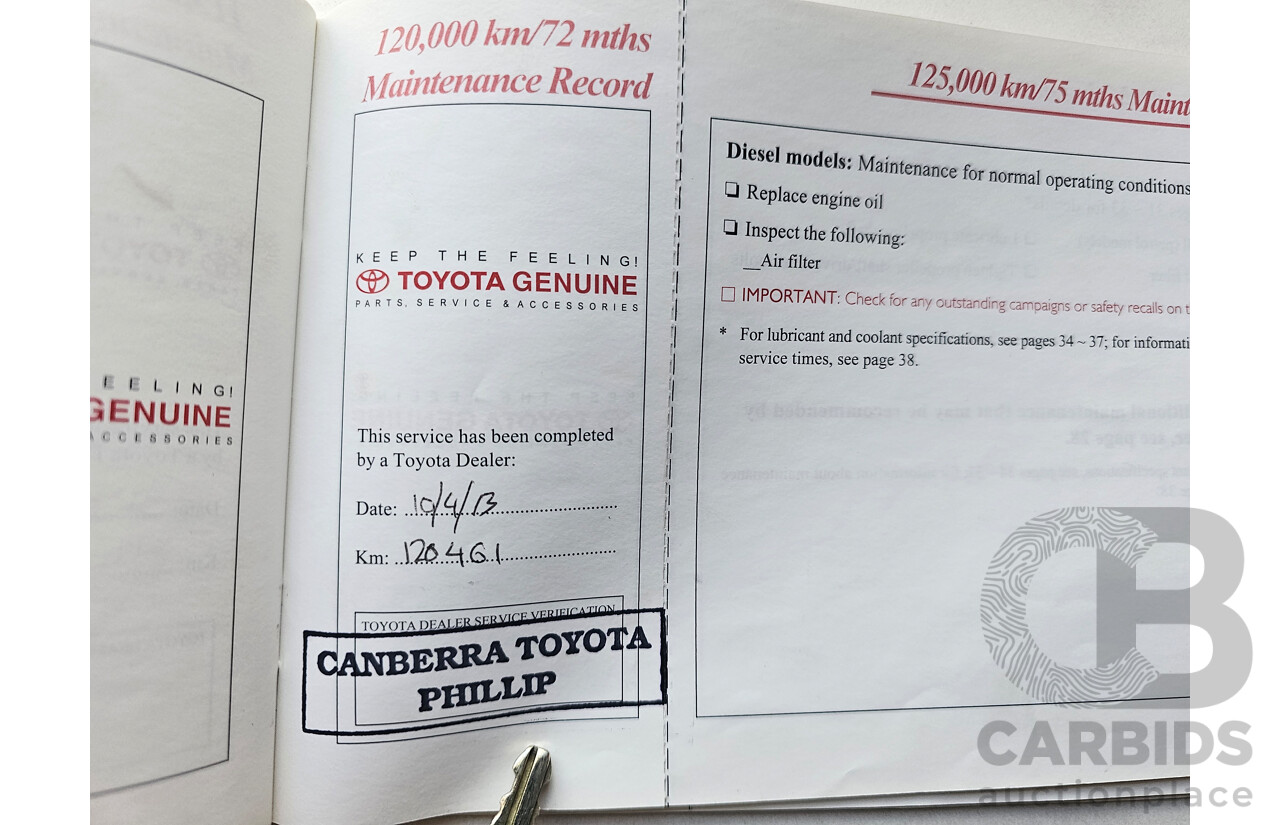 EELING!
GENUINE
ACCESSORIES
120,000 km/72 mths
Maintenance Record
KEEP THE FEELING!
TOYOTA GENUINE
PARTS, SERVICE & ACCESSORIES
This service has been completed
by a Toyota Dealer:
Date: 10/4/13
Km: 120461
TOYOTA DEALER SERVICE VERIFICATION
CANBERRA TOYOTA
PHILLIP
125,000 km/75 mths Maint
Diesel models: Maintenance for normal operating conditions
❏ Replace engine oil
❏ Inspect the following:
__Air filter
□ IMPORTANT: Check for any outstanding campaigns or safety recalls on t
* For lubricant and coolant specifications, see pages 34 ~ 37; for informati
service times, see page 38.
CB
CARBIDS
auctionplace